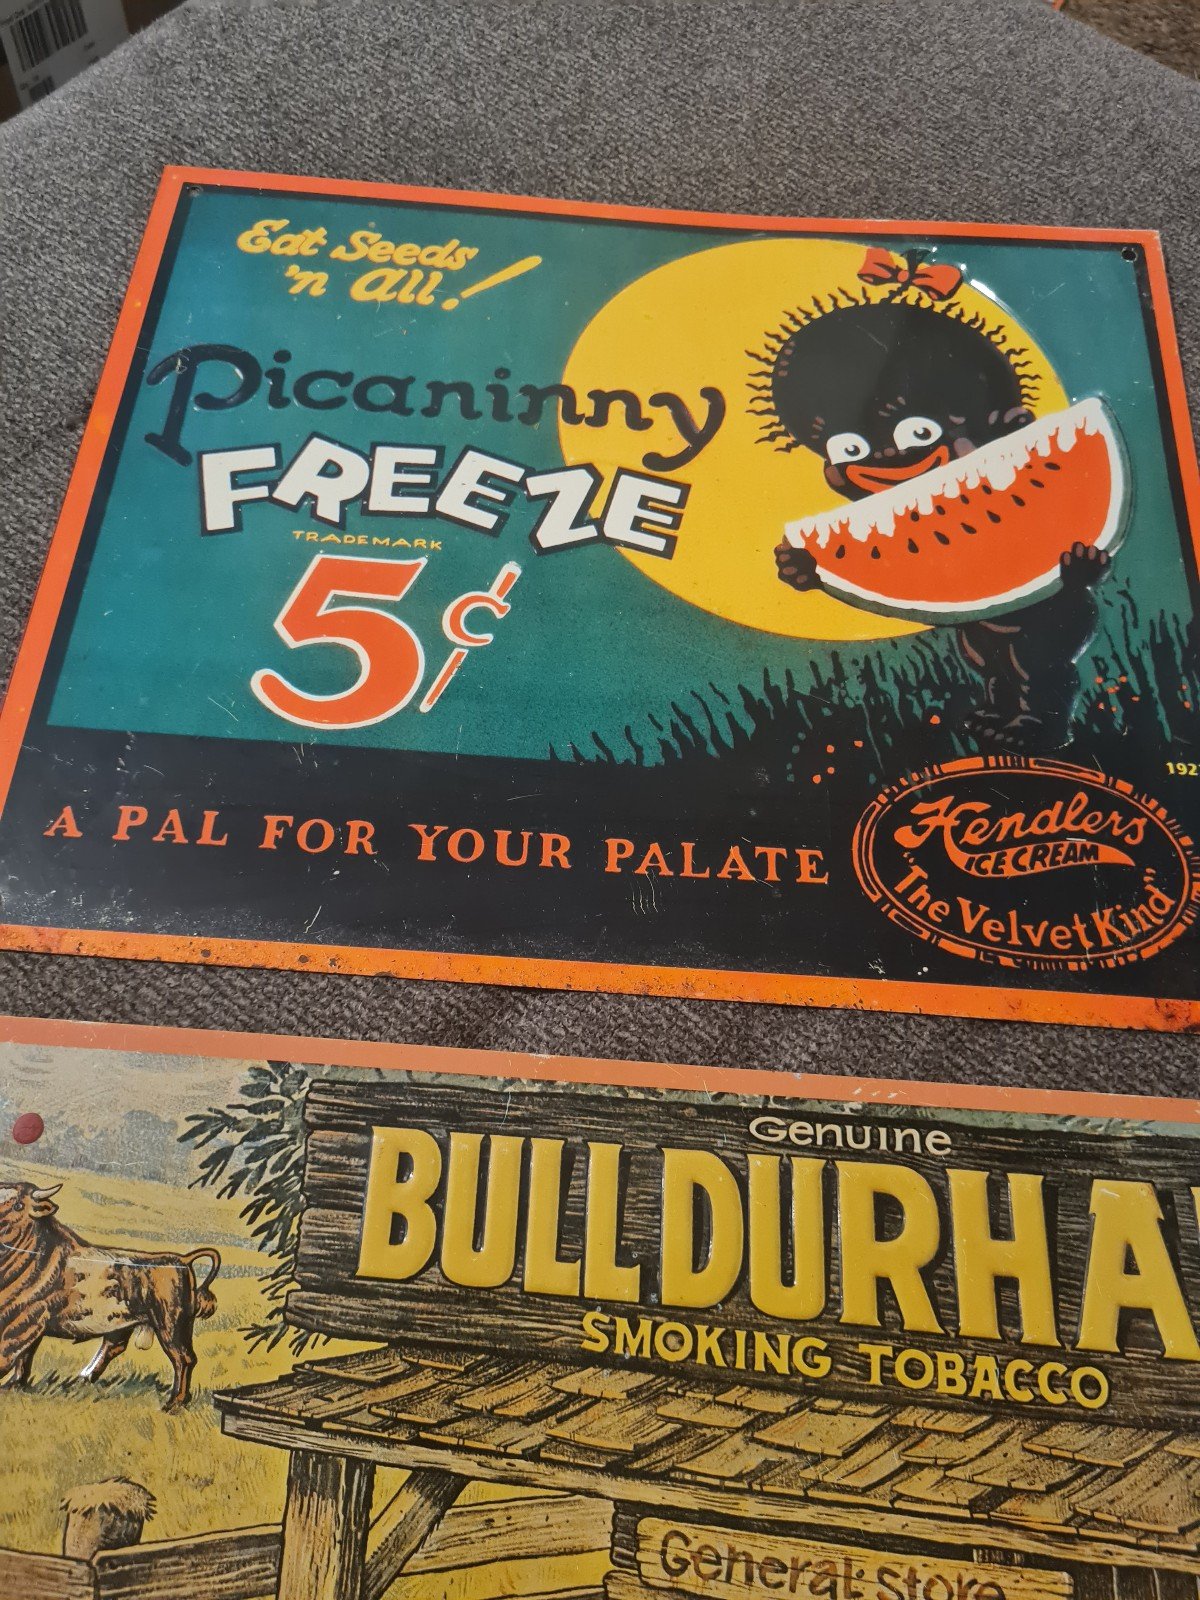 Eat Seeds
'n all!
Picaninny
FREEZE
TRADEMARK
5¢
192
A PAL FOR YOUR PALATE
Hendlers
ICE CREAM
"The Velvet Kind"
Genuine
BULL DURHA
SMOKING TOBACCO
General Store